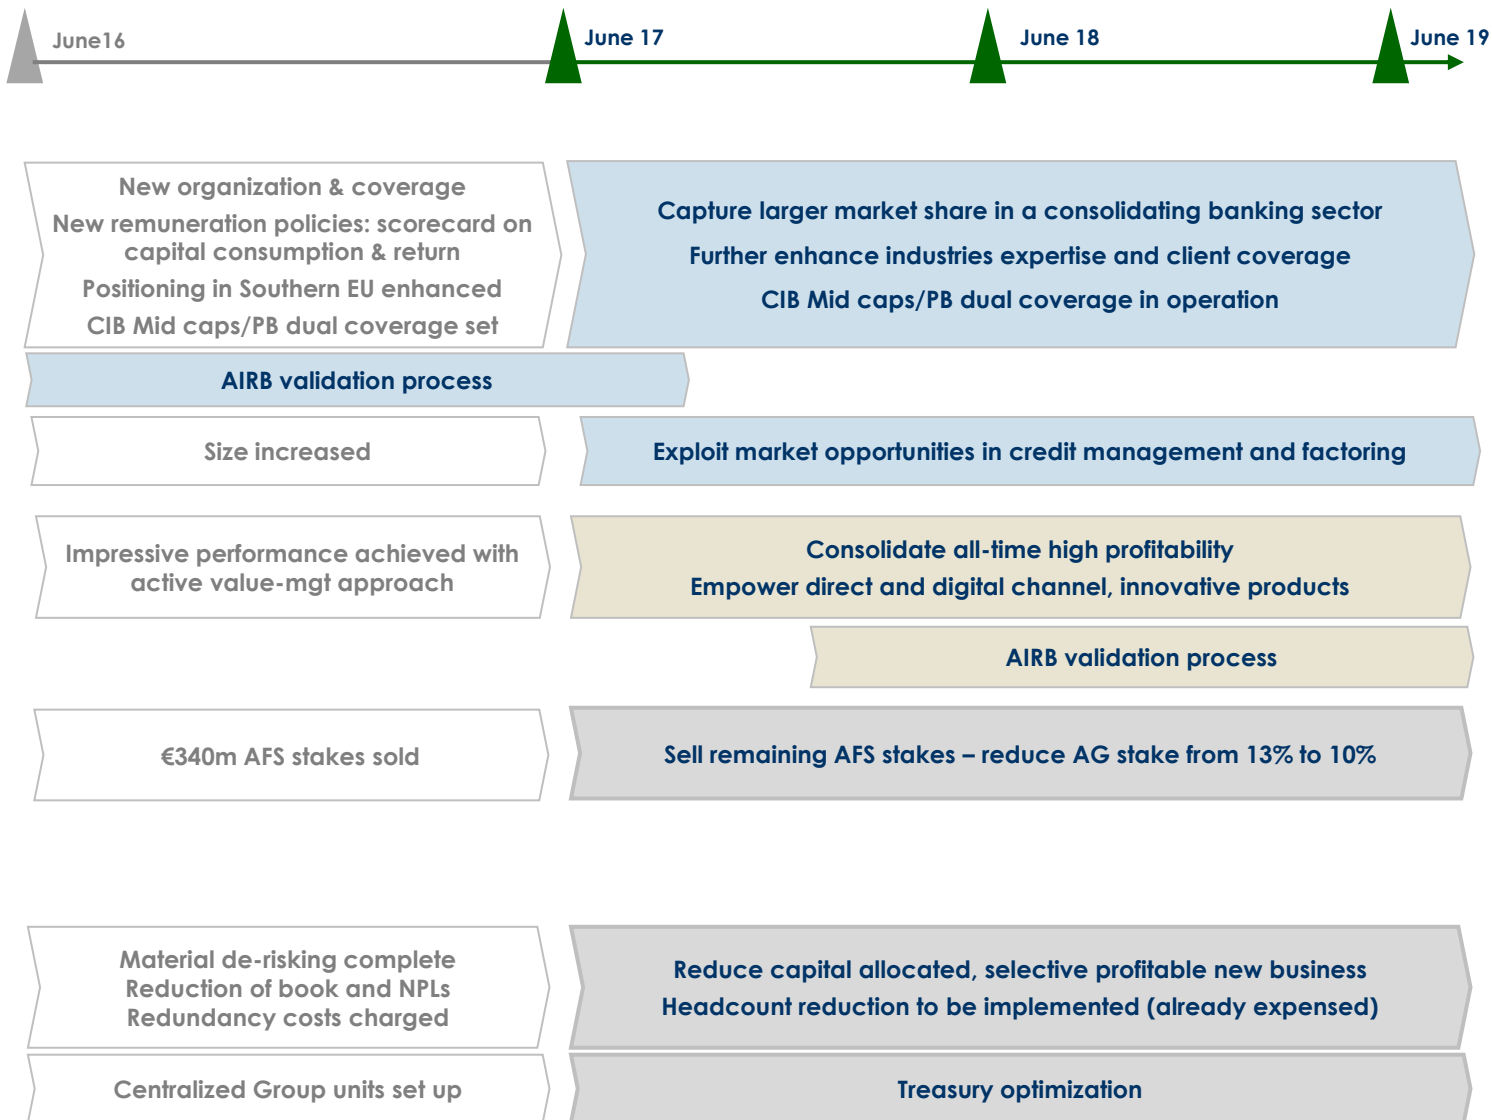 June16
June 17
June 18
June 19
New organization & coverage
New remuneration policies: scorecard on
capital consumption & return
Positioning in Southern EU enhanced
CIB Mid caps/PB dual coverage set
Capture larger market share in a consolidating banking sector
Further enhance industries expertise and client coverage
CIB Mid caps/PB dual coverage in operation
AIRB validation process
Size increased
Exploit market opportunities in credit management and factoring
Impressive performance achieved with
active value-mgt approach
Consolidate all-time high profitability
Empower direct and digital channel, innovative products
AIRB validation process
€340m AFS stakes sold
Sell remaining AFS stakes – reduce AG stake from 13% to 10%
Material de-risking complete
Reduction of book and NPLs
Redundancy costs charged
Reduce capital allocated, selective profitable new business
Headcount reduction to be implemented (already expensed)
Centralized Group units set up
Treasury optimization